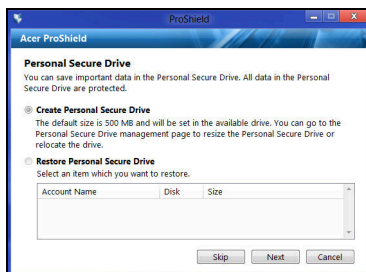 ProShield
Acer ProShield
Personal Secure Drive
You can save important data in the Personal Secure Drive. All data in the Personal
Secure Drive are protected.
Create Personal Secure Drive
The default size is 500 MB and will be set in the available drive. You can go to the
Personal Secure Drive management page to resize the Personal Secure Drive or
relocate the drive.
Restore Personal Secure Drive
Select an item which you want to restore.
Account Name Disk Size
Skip Next Cancel